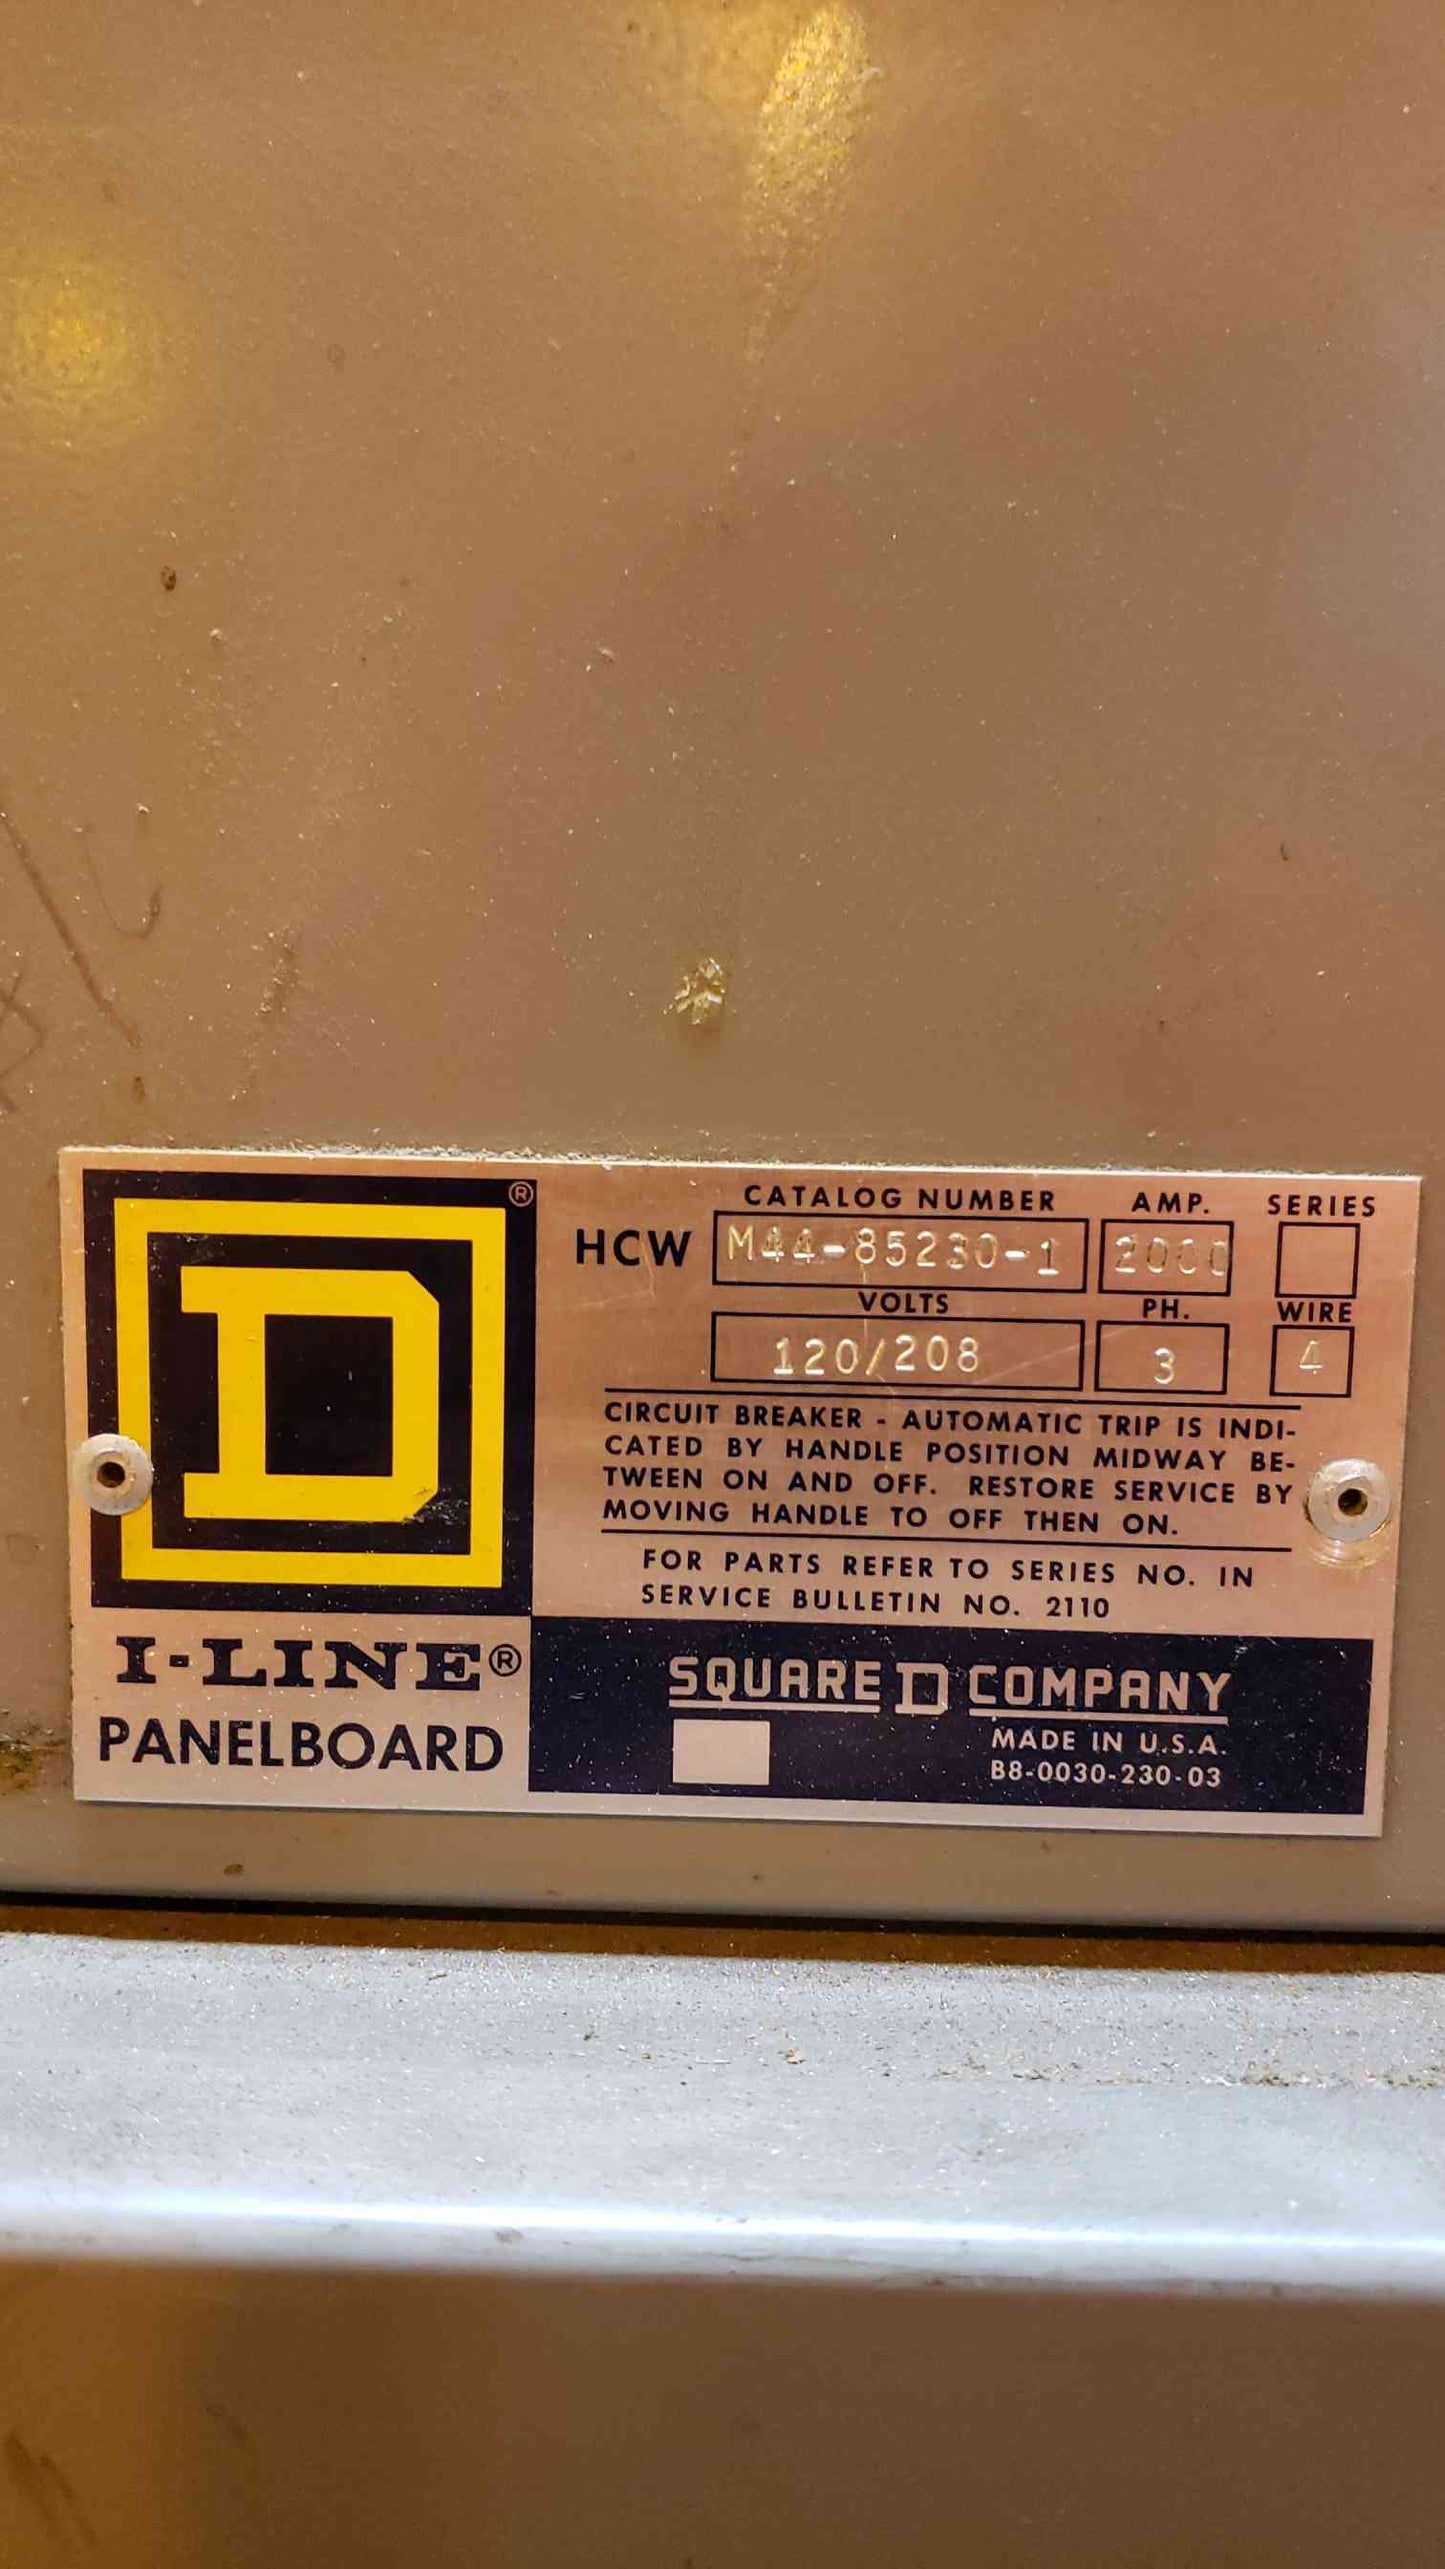 ®
D
CATALOG NUMBER AMP. SERIES
HCW M44-85230-1 2000
VOLTS PH. WIRE
120/208 3 4
CIRCUIT BREAKER - AUTOMATIC TRIP IS INDI-
CATED BY HANDLE POSITION MIDWAY BE-
TWEEN ON AND OFF. RESTORE SERVICE BY
MOVING HANDLE TO OFF THEN ON.
FOR PARTS REFER TO SERIES NO. IN
SERVICE BULLETIN NO. 2110
I-LINE®
PANELBOARD
SQUARE D COMPANY
MADE IN U.S.A.
B8-0030-230-03